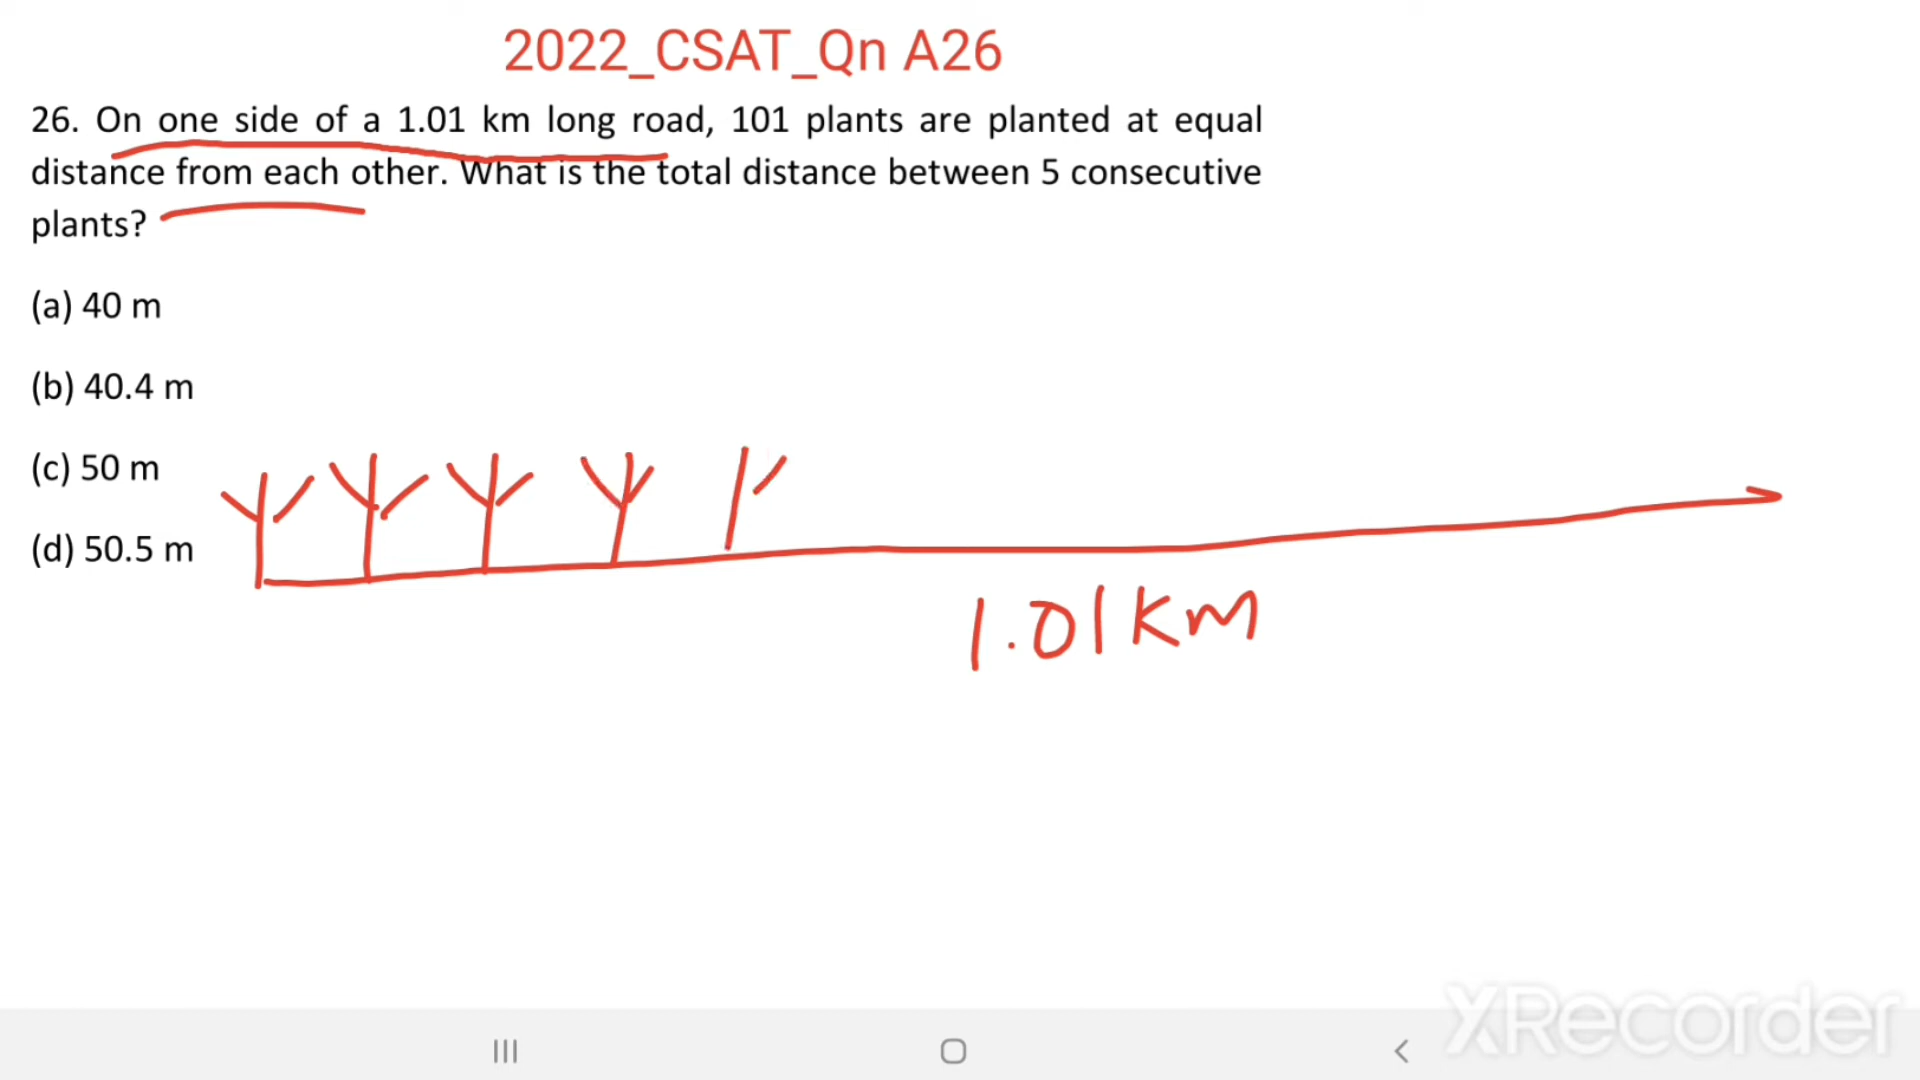 2022_CSAT_Qn A26
26. On one side of a 1.01 km long road, 101 plants are planted at equal
distance from each other. What is the total distance between 5 consecutive
plants?
(a) 40 m
(b) 40.4 m
(c) 50 m
(d) 50.5 m
1.01KM
XRecorder